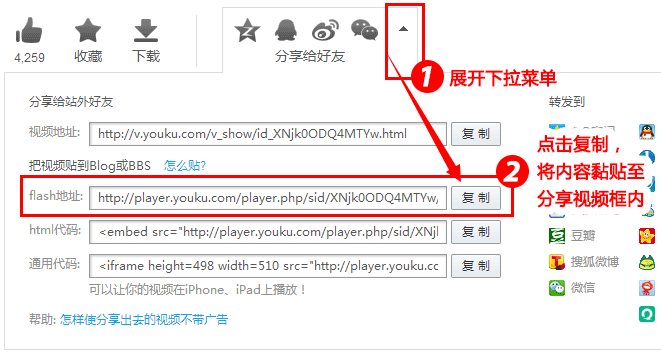 4,259
收藏
下载
分享给好友
1 展开下拉菜单
分享给站外好友
转发到
视频地址: http://v.youku.com/v_show/id_XNjk0ODQ4MTYw.html 复制
点击复制，
将内容黏贴至
分享视频框内
把视频贴到Blog或BBS 怎么贴?
2
flash地址: http://player.youku.com/player.php/sid/XNjk0ODQ4MTYw/ 复制
html代码: <embed src="http://player.youku.com/player.php/sid/XNjk 复制
豆瓣
通用代码: <iframe height=498 width=510 src="http://player.youku.cc 复制
搜狐微博
可以让你的视频在iPhone、iPad上播放！
微信
帮助: 怎样使分享出去的视频不带广告